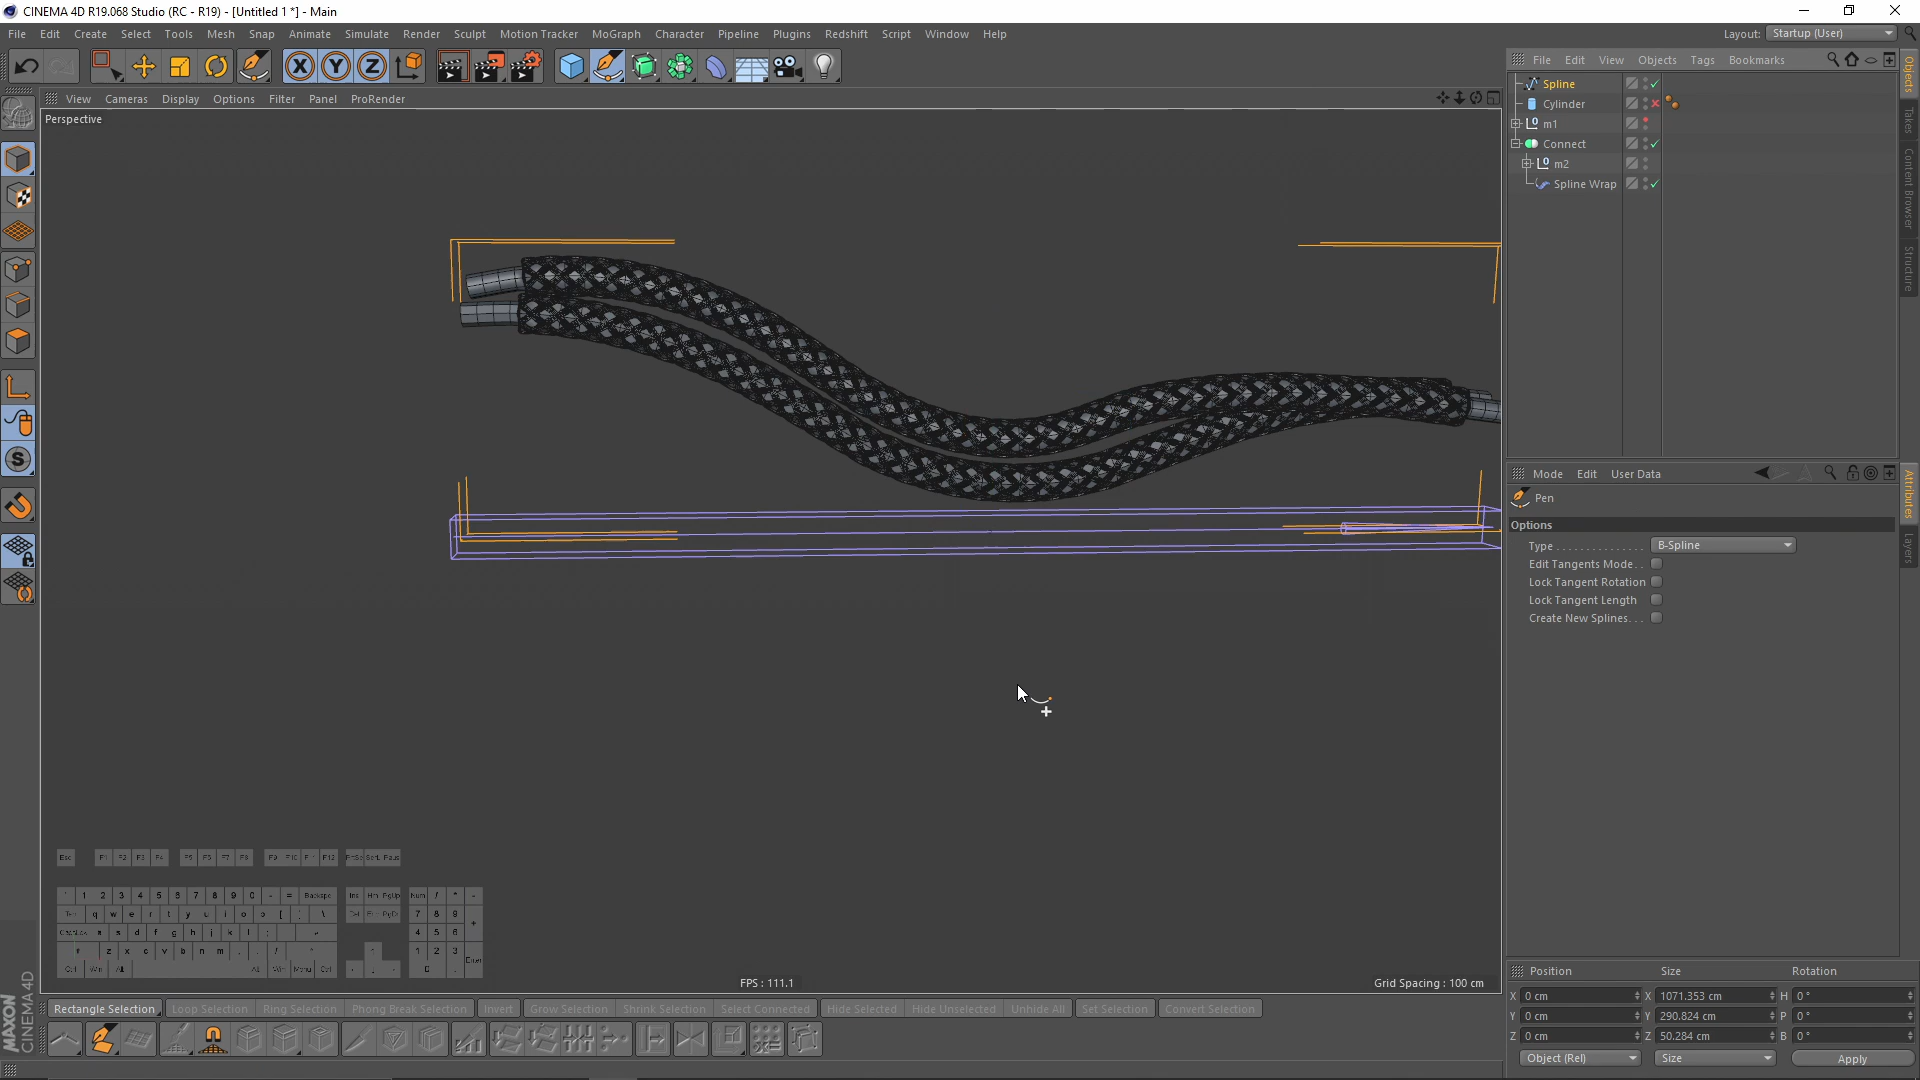 CINEMA 4D R19.068 Studio (RC - R19) - [Untitled 1 *] - Main
File Edit Create Select Tools Mesh Snap Animate Simulate Render Sculpt Motion Tracker MoGraph Character Pipeline Plugins Redshift Script Window Help
Layout: Startup (User)
X Y Z
File Edit View Objects Tags Bookmarks
View Cameras Display Options Filter Panel ProRender
Perspective
Spline
Cylinder
m1
Connect
m2
Spline Wrap
Objects
Takes
Content Browser
Structure
Mode Edit User Data
Pen
Options
Type B-Spline
Edit Tangents Mode
Lock Tangent Rotation
Lock Tangent Length
Create New Splines
Attributes
Layers
FPS : 111.1
Grid Spacing : 100 cm
Position Size Rotation
X 0 cm X 1071.353 cm H 0°
Y 0 cm Y 290.824 cm P 0°
Z 0 cm Z 50.284 cm B 0°
Object (Rel) Size Apply
Rectangle Selection Loop Selection Ring Selection Phong Break Selection Invert Grow Selection Shrink Selection Select Connected Hide Selected Hide Unselected Unhide All Set Selection Convert Selection
MAXON
CINEMA 4D